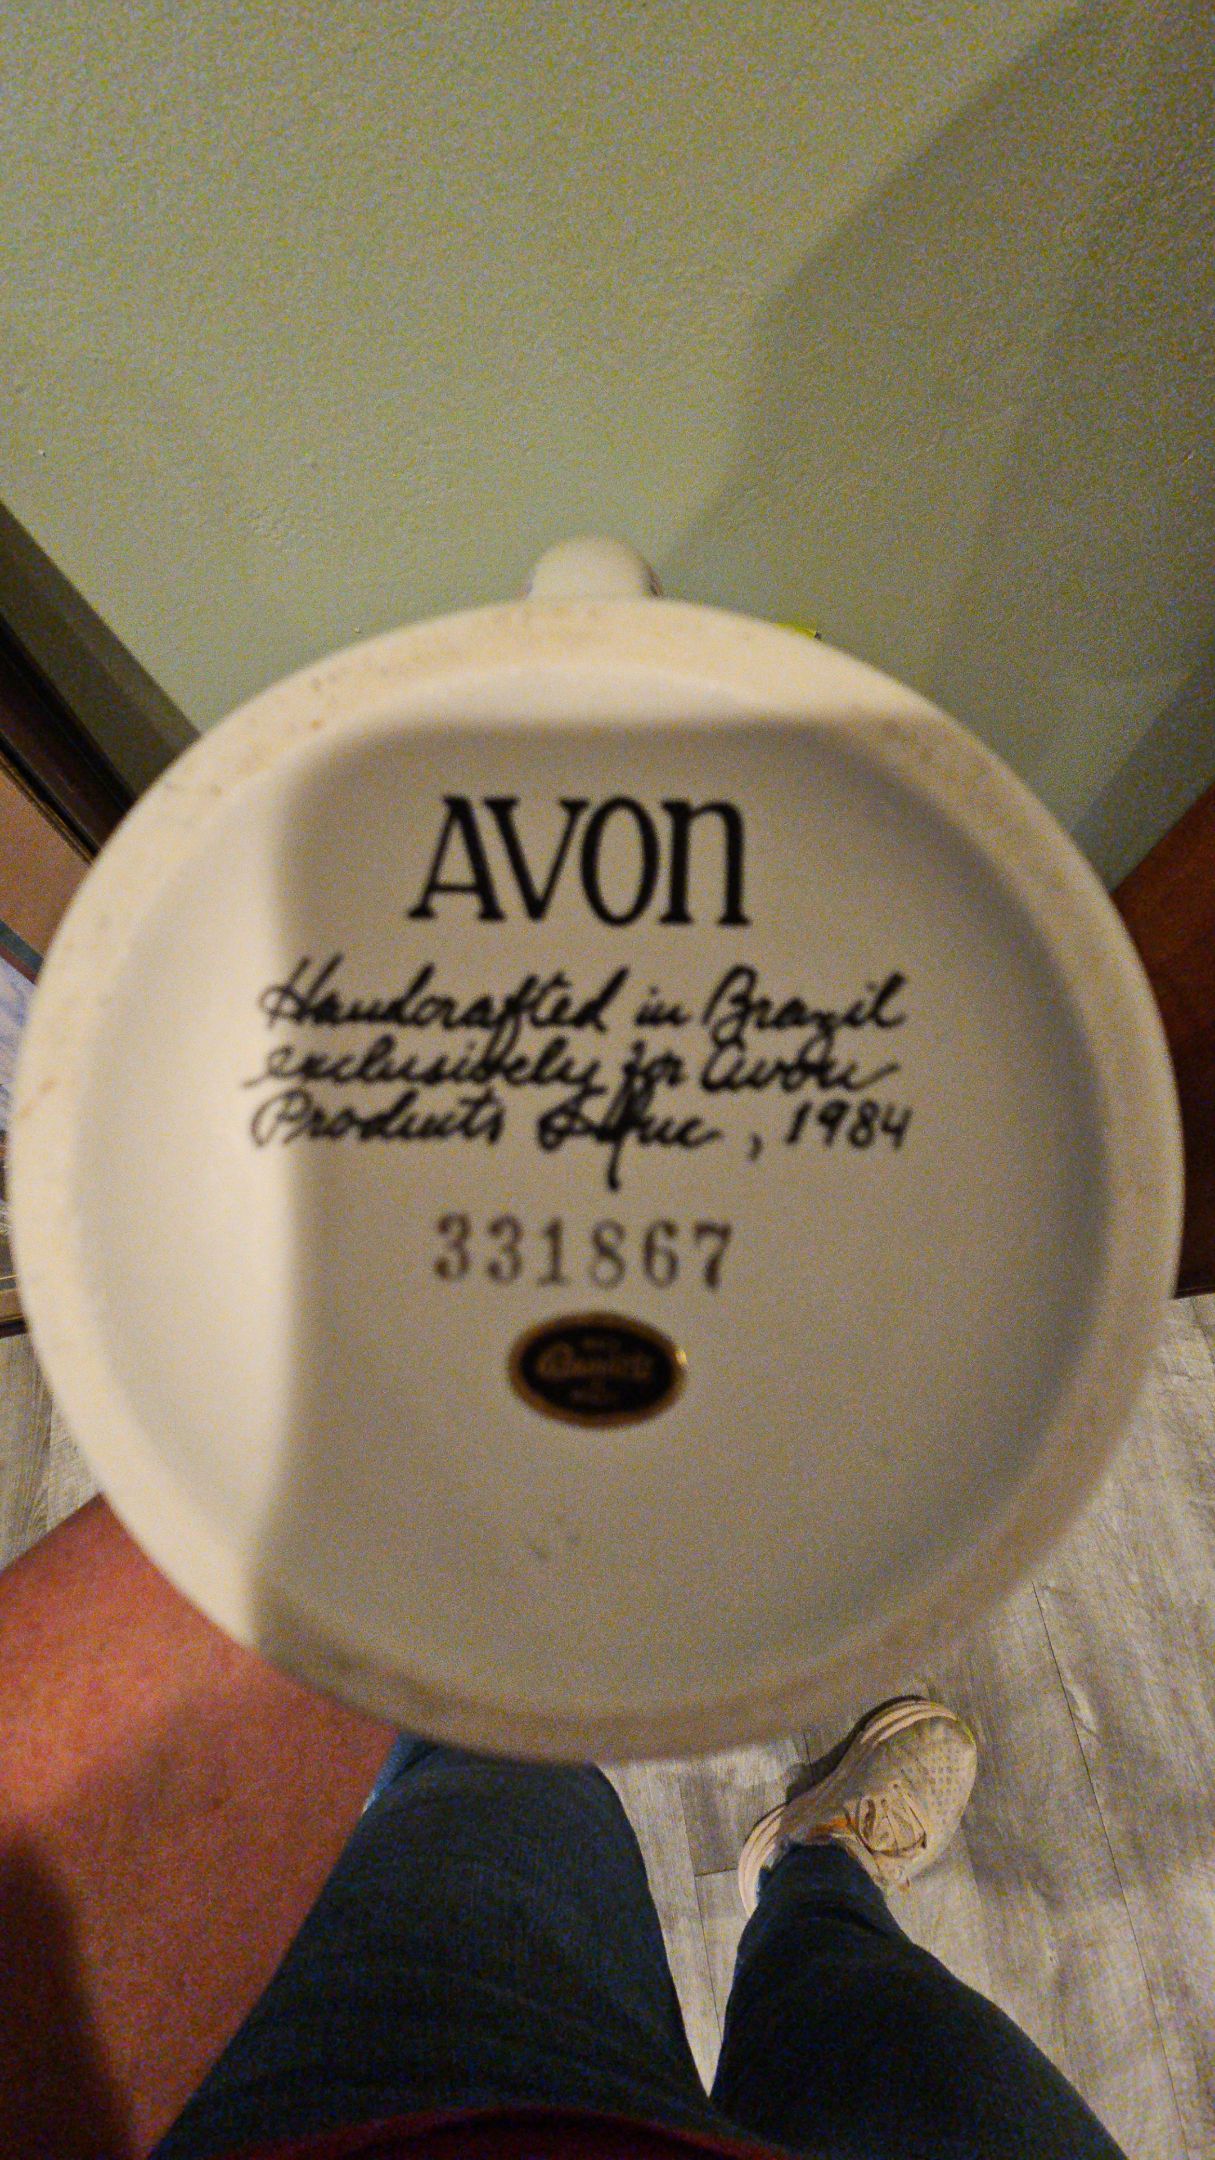 AVON
Handcrafted in Brazil
exclusively for Avon
Products Inc, 1984
331867